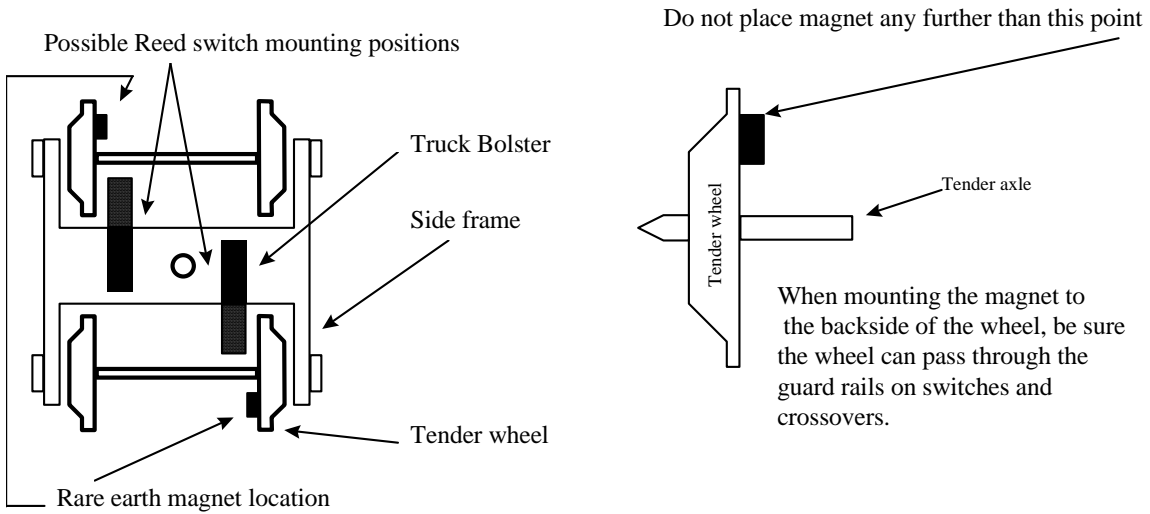 Do not place magnet any further than this point
Possible Reed switch mounting positions
Truck Bolster
Side frame
Tender wheel
Rare earth magnet location
Tender wheel
Tender axle
When mounting the magnet to
the backside of the wheel, be sure
the wheel can pass through the
guard rails on switches and
crossovers.